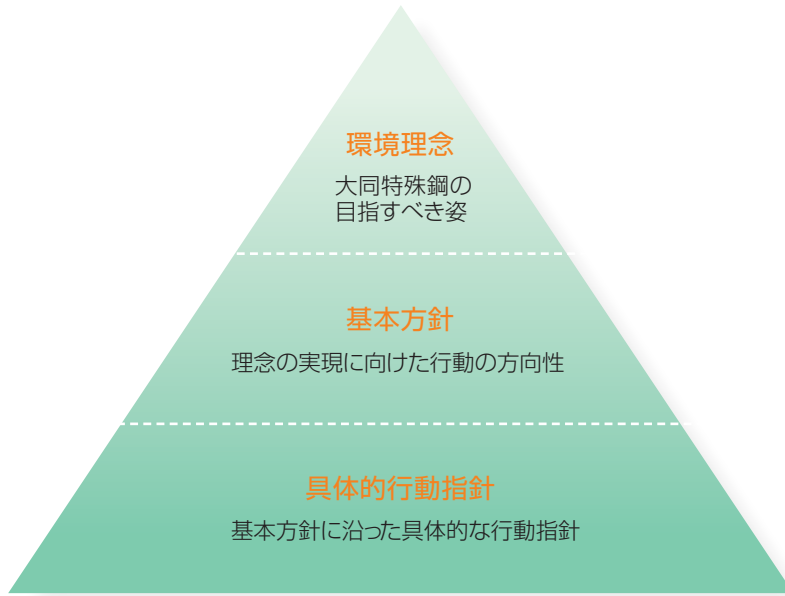 環境理念
大同特殊鋼の
目指すべき姿
基本方針
理念の実現に向けた行動の方向性
具体的行動指針
基本方針に沿った具体的な行動指針